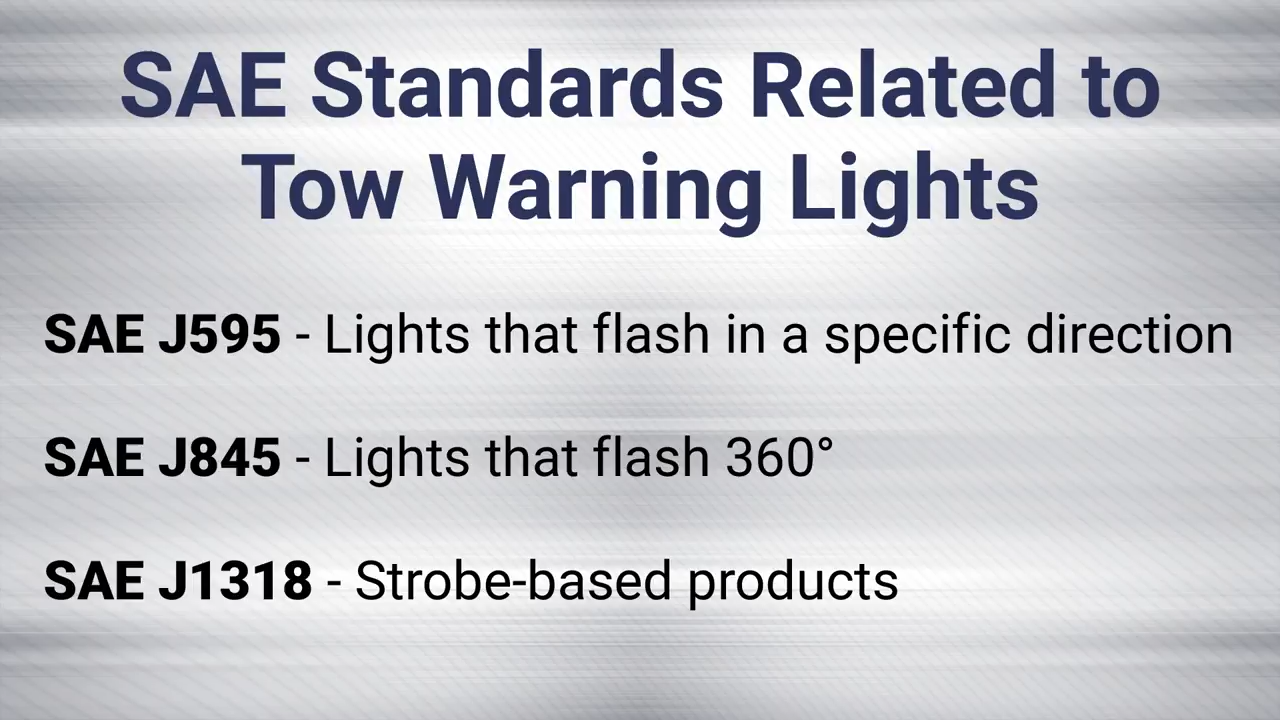 SAE Standards Related to
Tow Warning Lights
SAE J595 - Lights that flash in a specific direction
SAE J845 - Lights that flash 360°
SAE J1318 - Strobe-based products